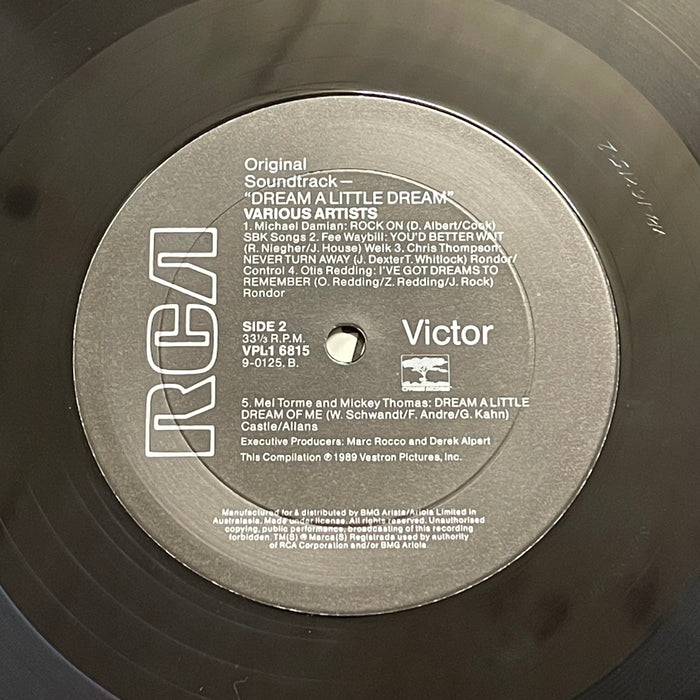 Original
Soundtrack—
"DREAM A LITTLE DREAM"
VARIOUS ARTISTS
1. Michael Damian: ROCK ON (D. Albert/Cook)
SBK Songs 2. Fee Waybill: YOU'D BETTER WAIT
(R. Niegher/J. House) Welk 3. Chris Thompson:
NEVER TURN AWAY (J. DexterT. Whitlock) Rondor/
Control 4. Otis Redding: I'VE GOT DREAMS TO
REMEMBER (O. Redding/Z. Redding/J. Rock)
Rondor
RCA
SIDE 2
33⅓ R.P.M.
VPL1 6815
9-0125. B.
Victor
5. Mel Torme and Mickey Thomas: DREAM A LITTLE
DREAM OF ME (W. Schwandt/F. Andre/G. Kahn)
Castle/Allans
Executive Producers: Marc Rocco and Derek Alpert
This Compilation ℗ 1989 Vestron Pictures, Inc.
Manufactured for & distributed by BMG Arista/Ariola Limited in
Australasia. Made under license. All rights reserved. Unauthorised
copying, public performance, broadcasting of this recording
forbidden. TM(S) ® Marca(S) Registrada used by authority
of RCA Corporation and/or BMG Ariola.